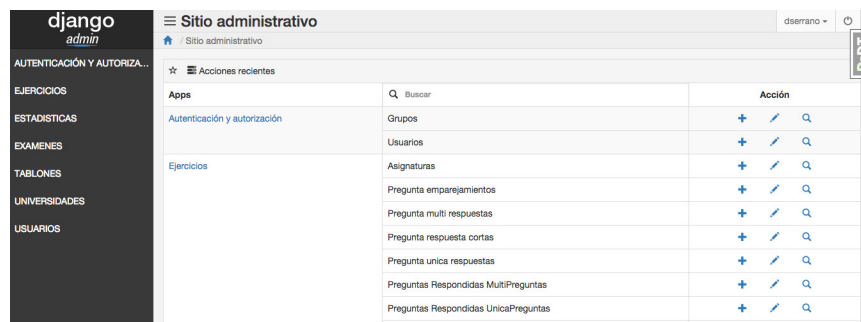 django
admin
Sitio administrativo
dserrano
/ Sitio administrativo
AUTENTICACIÓN Y AUTORIZA...
EJERCICIOS
ESTADISTICAS
EXAMENES
TABLONES
UNIVERSIDADES
USUARIOS
Acciones recientes
Apps
Buscar
Acción
Autenticación y autorización
Grupos
Usuarios
Ejercicios
Asignaturas
Pregunta emparejamientos
Pregunta multi respuestas
Pregunta respuesta cortas
Pregunta unica respuestas
Preguntas Respondidas MultiPreguntas
Preguntas Respondidas UnicaPreguntas